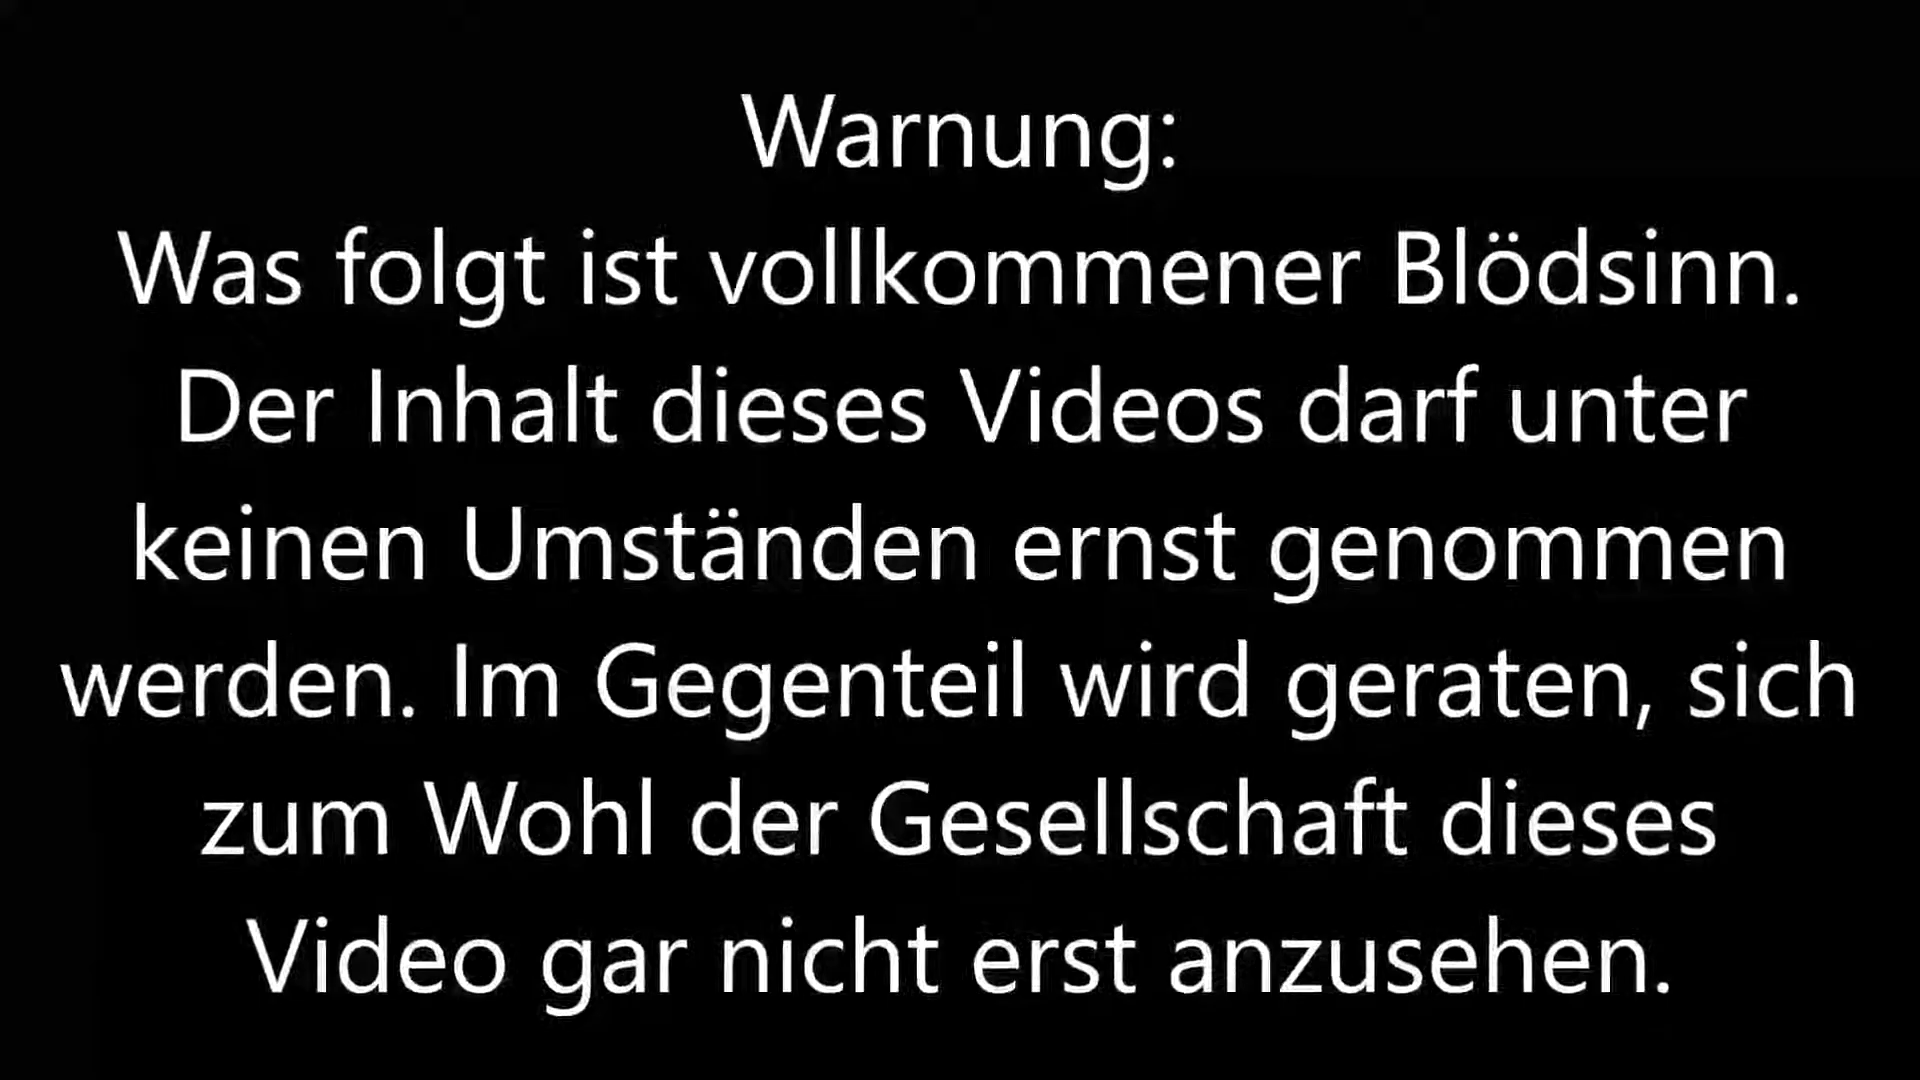 Warnung:
Was folgt ist vollkommener Blödsinn.
Der Inhalt dieses Videos darf unter
keinen Umständen ernst genommen
werden. Im Gegenteil wird geraten, sich
zum Wohl der Gesellschaft dieses
Video gar nicht erst anzusehen.